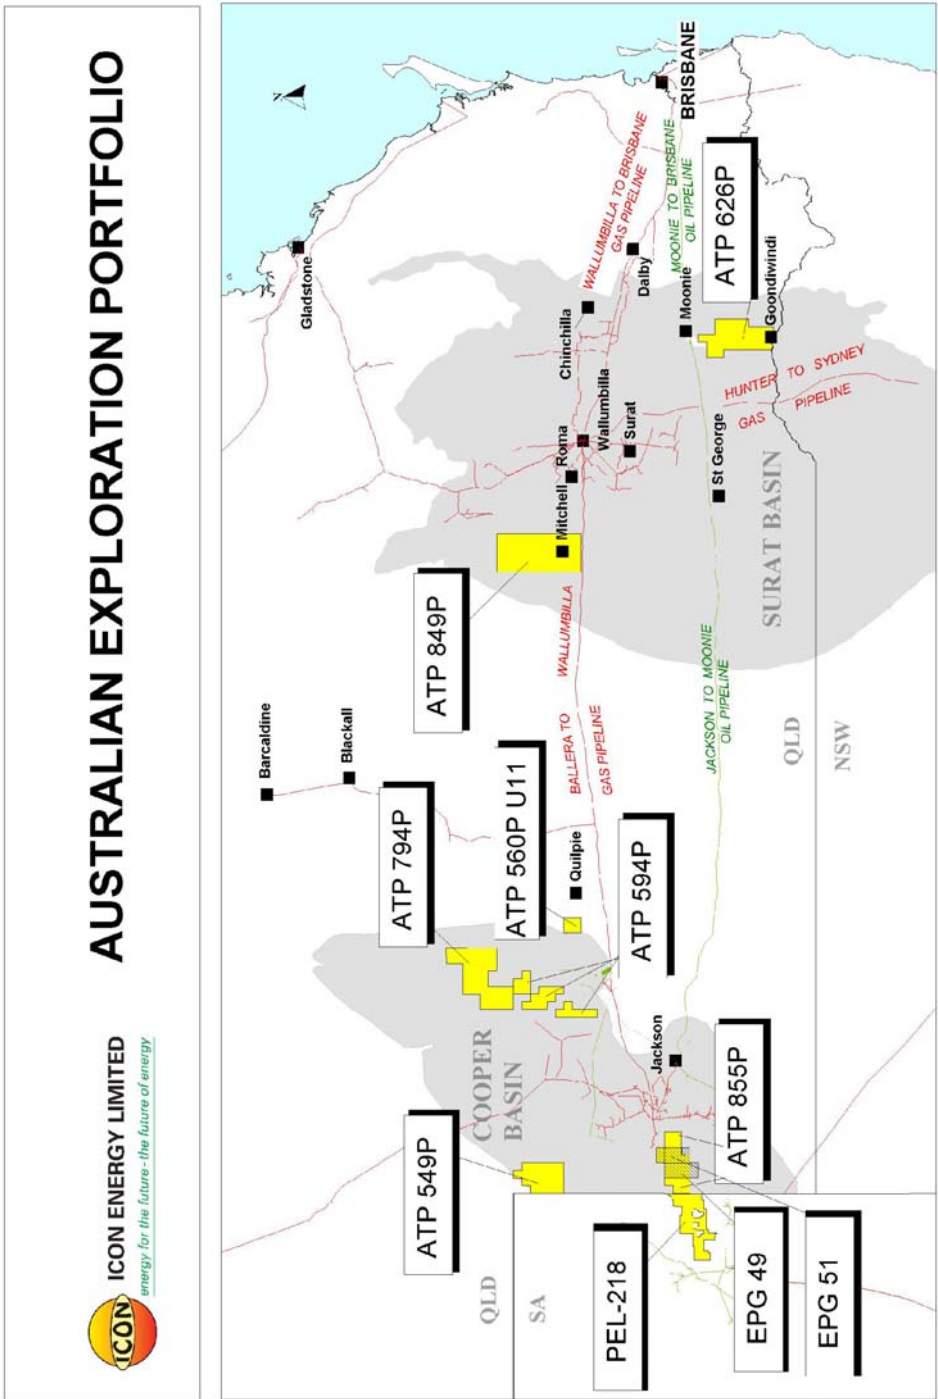 ICON
ICON ENERGY LIMITED
energy for the future - the future of energy
AUSTRALIAN EXPLORATION PORTFOLIO
N
Barcaldine
Gladstone
Blackall
ATP 794P
ATP 849P
ATP 549P
COOPER
BASIN
ATP 560P U11
QLD
SA
Mitchell
Roma
Chinchilla
WALLUMBILLA TO BRISBANE
GAS PIPELINE
Quilpie
BALLERA TO
WALLUMBILLA
GAS PIPELINE
Wallumbilla
Surat
Dalby
ATP 594P
PEL-218
Jackson
BRISBANE
MOONIE TO BRISBANE
OIL PIPELINE
Moonie
ATP 626P
JACKSON TO MOONIE
OIL PIPELINE
St George
HUNTER TO SYDNEY
GAS PIPELINE
Goondiwindi
ATP 855P
EPG 49
EPG 51
SURAT BASIN
QLD
NSW